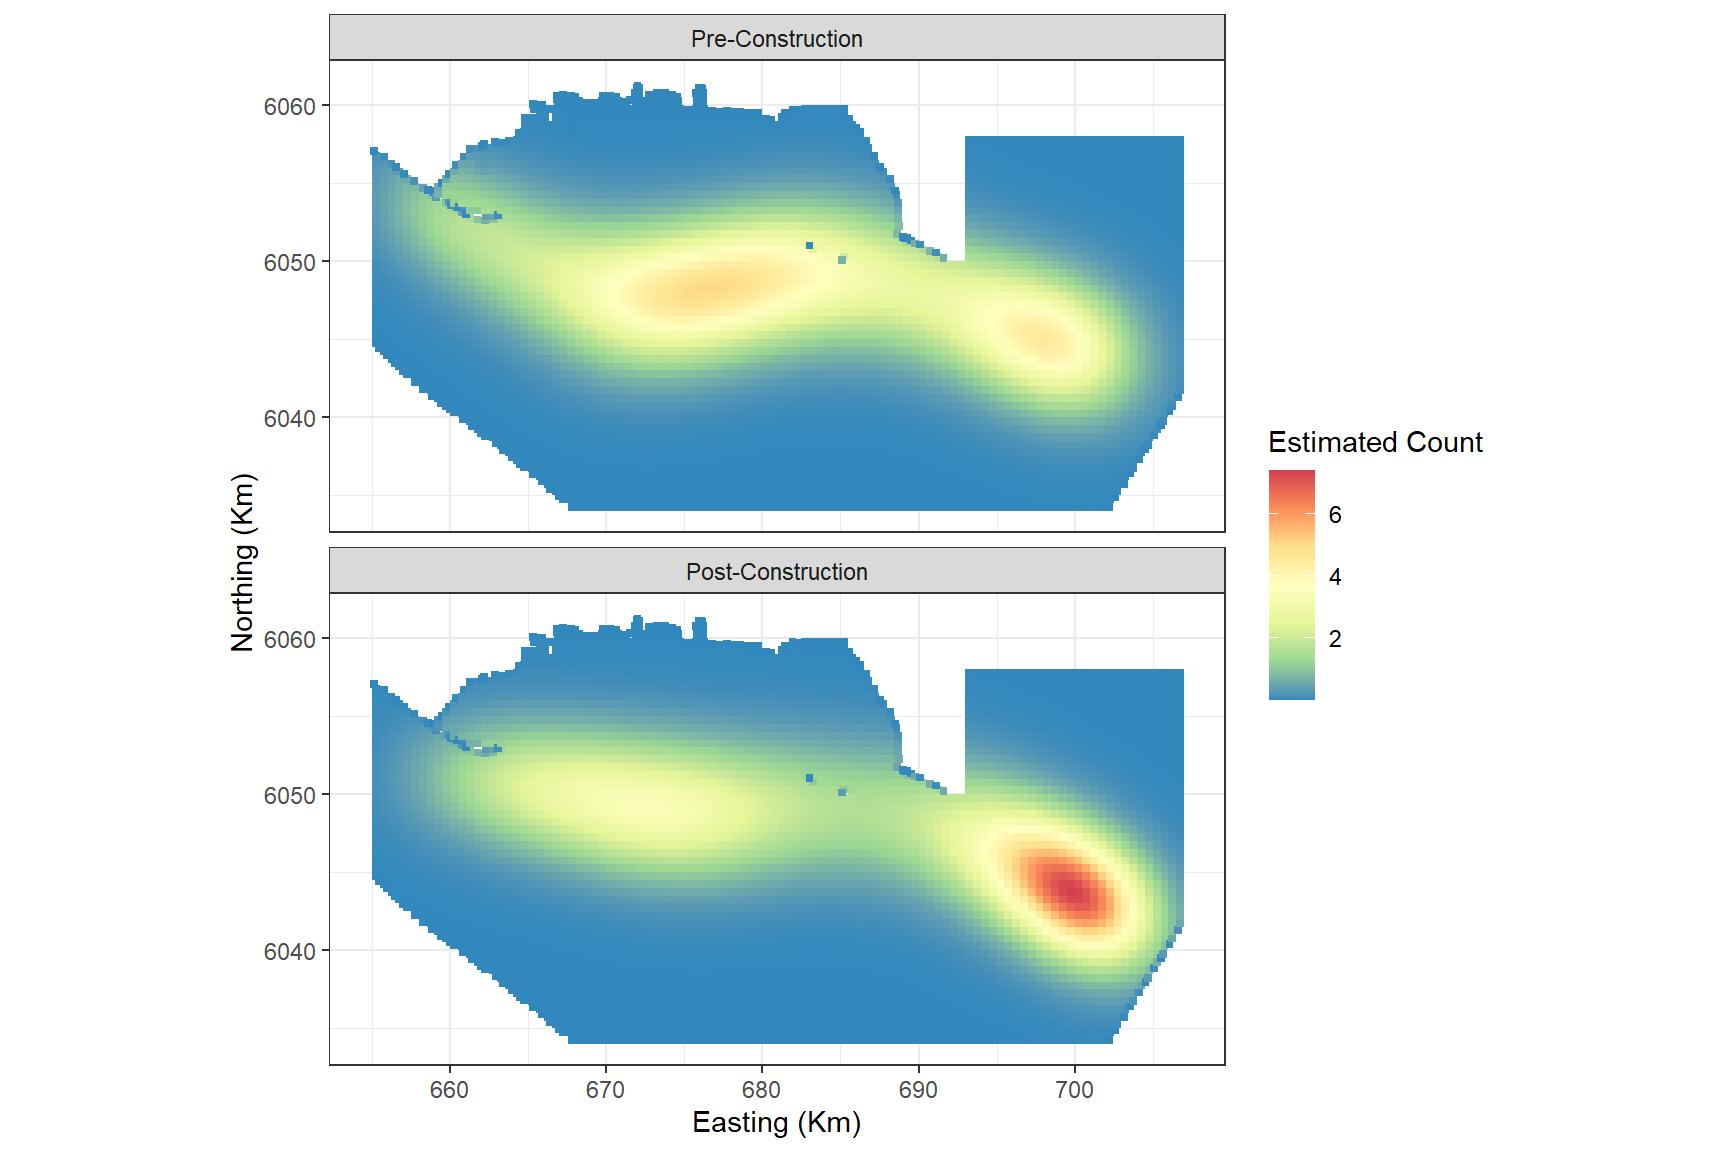 Pre-Construction
6060
6050
6040
Northing (Km)
Post-Construction
6060
6050
6040
660 670 680 690 700
Easting (Km)
Estimated Count
6
4
2